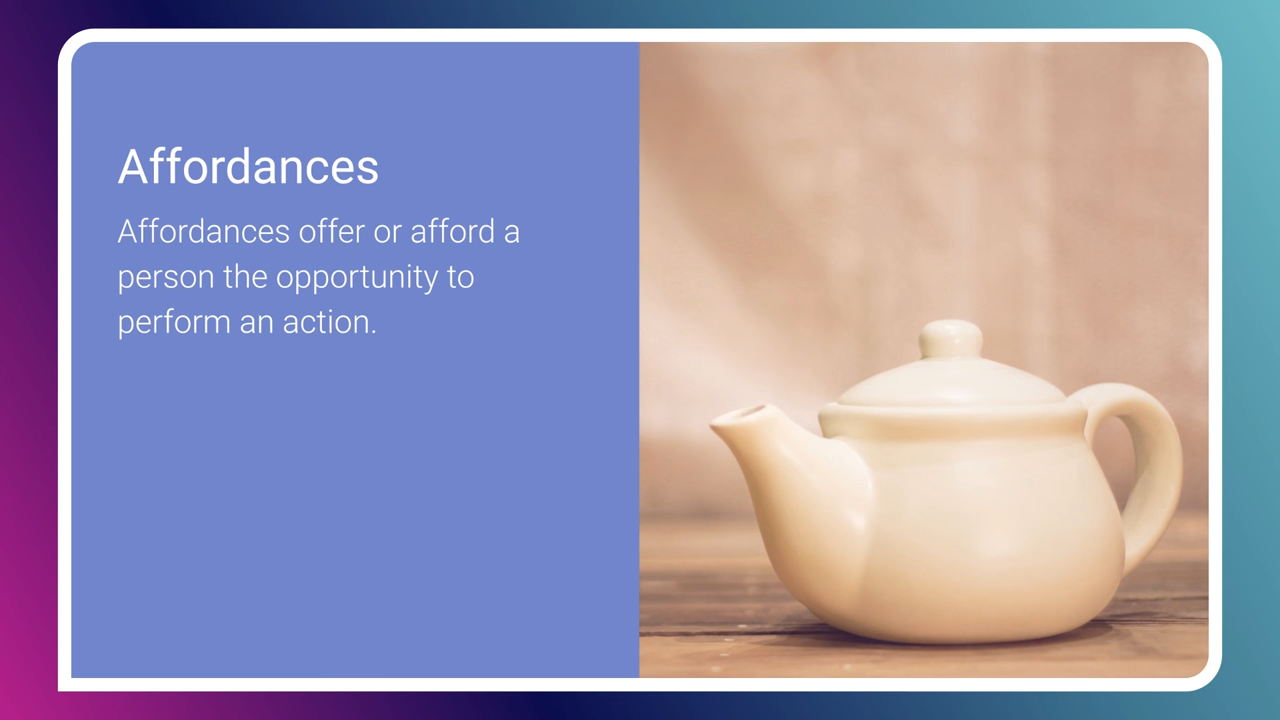 Affordances
Affordances offer or afford a
person the opportunity to
perform an action.